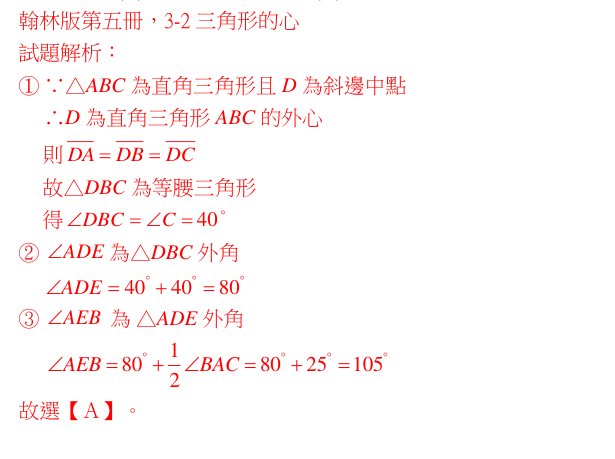 翰林版第五冊，3-2 三角形的心
試題解析：
① ∵△ABC 為直角三角形且 D 為斜邊中點
∴D 為直角三角形 ABC 的外心
則 \overline{DA} = \overline{DB} = \overline{DC}
故△DBC 為等腰三角形
得 ∠DBC = ∠C = 40°
② ∠ADE 為△DBC 外角
∠ADE = 40° + 40° = 80°
③ ∠AEB 為 △ADE 外角
∠AEB = 80° + \frac{1}{2}∠BAC = 80° + 25° = 105°
故選【 A 】。